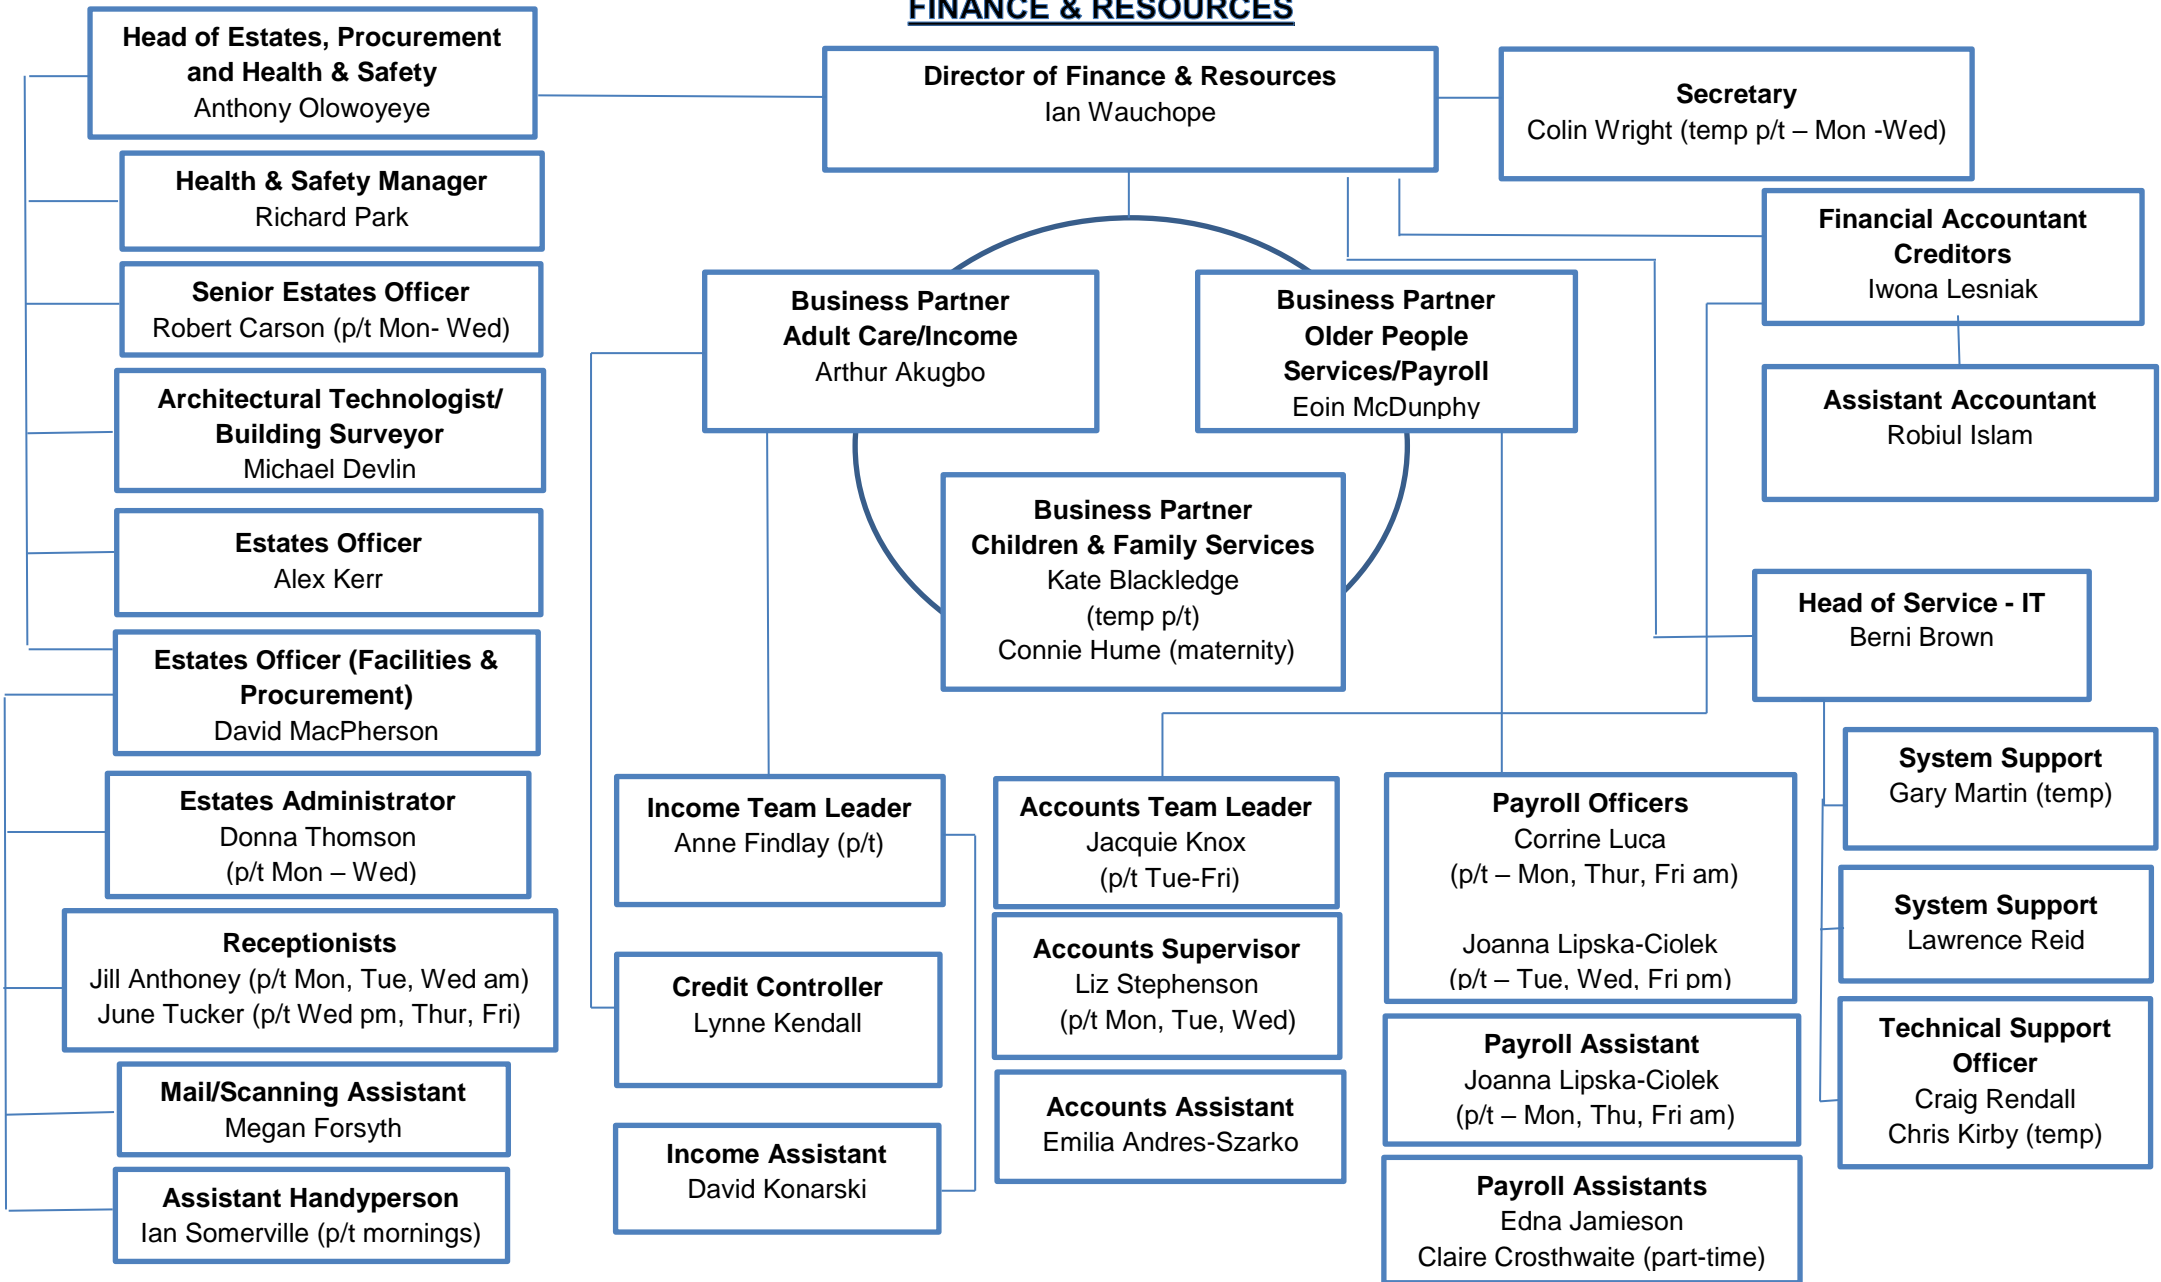 FINANCE & RESOURCES
Head of Estates, Procurement
and Health & Safety
Anthony Olowoyeye
Director of Finance & Resources
Ian Wauchope
Secretary
Colin Wright (temp p/t – Mon -Wed)
Health & Safety Manager
Richard Park
Senior Estates Officer
Robert Carson (p/t Mon- Wed)
Architectural Technologist/
Building Surveyor
Michael Devlin
Estates Officer
Alex Kerr
Estates Officer (Facilities &
Procurement)
David MacPherson
Estates Administrator
Donna Thomson
(p/t Mon – Wed)
Receptionists
Jill Anthoney (p/t Mon, Tue, Wed am)
June Tucker (p/t Wed pm, Thur, Fri)
Mail/Scanning Assistant
Megan Forsyth
Assistant Handyperson
Ian Somerville (p/t mornings)
Business Partner
Adult Care/Income
Arthur Akugbo
Business Partner
Older People
Services/Payroll
Eoin McDunphy
Business Partner
Children & Family Services
Kate Blackledge
(temp p/t)
Connie Hume (maternity)
Financial Accountant
Creditors
Iwona Lesniak
Assistant Accountant
Robiul Islam
Head of Service - IT
Berni Brown
System Support
Gary Martin (temp)
System Support
Lawrence Reid
Technical Support
Officer
Craig Rendall
Chris Kirby (temp)
Income Team Leader
Anne Findlay (p/t)
Credit Controller
Lynne Kendall
Income Assistant
David Konarski
Accounts Team Leader
Jacquie Knox
(p/t Tue-Fri)
Accounts Supervisor
Liz Stephenson
(p/t Mon, Tue, Wed)
Accounts Assistant
Emilia Andres-Szarko
Payroll Officers
Corrine Luca
(p/t – Mon, Thur, Fri am)
Joanna Lipska-Ciolek
(p/t – Tue, Wed, Fri pm)
Payroll Assistant
Joanna Lipska-Ciolek
(p/t – Mon, Thu, Fri am)
Payroll Assistants
Edna Jamieson
Claire Crosthwaite (part-time)